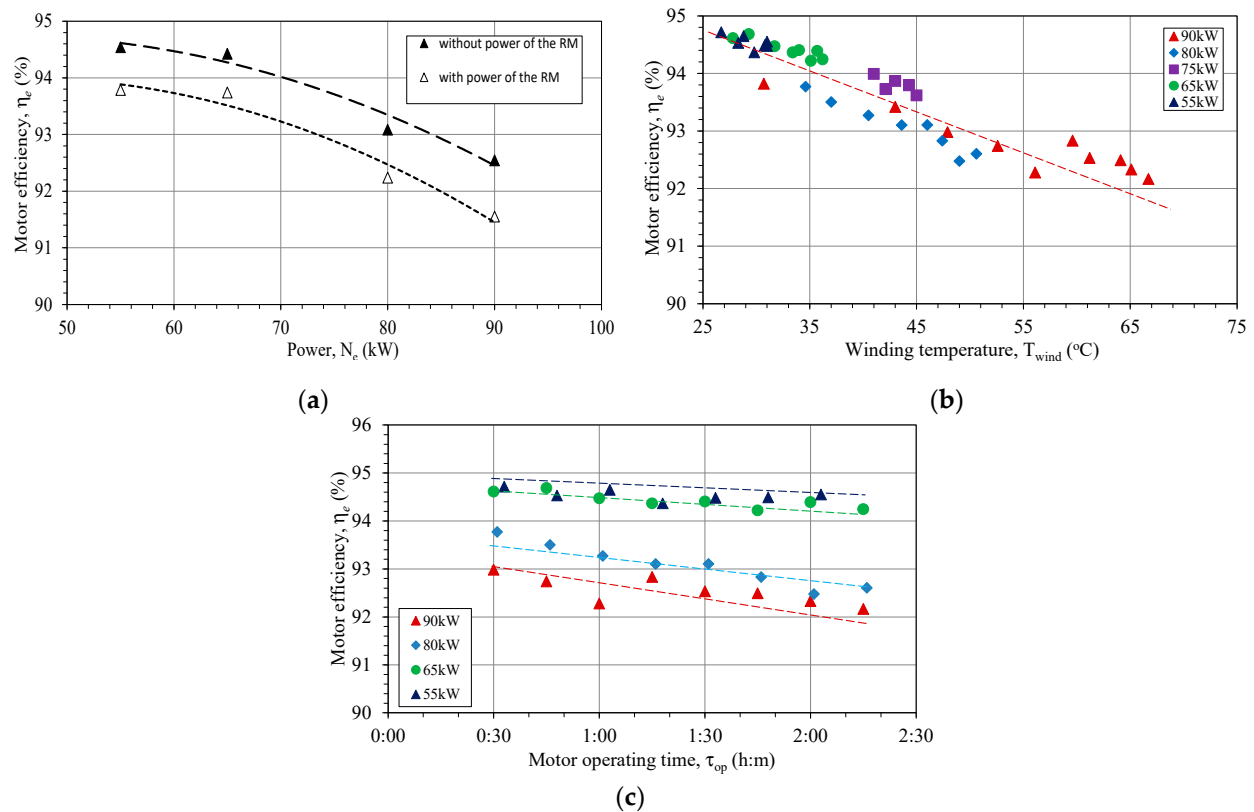 95
94
93
92
91
90
50
60
70
80
90
100
Motor efficiency, ηe (%)
Power, Ne (kW)
without power of the RM
with power of the RM
(a)
95
94
93
92
91
90
25
35
45
55
65
75
Motor efficiency, ηe (%)
Winding temperature, Twind (°C)
90kW
80kW
75kW
65kW
55kW
(b)
96
95
94
93
92
91
90
0:00
0:30
1:00
1:30
2:00
2:30
Motor efficiency, ηe (%)
Motor operating time, τop (h:m)
90kW
80kW
65kW
55kW
(c)